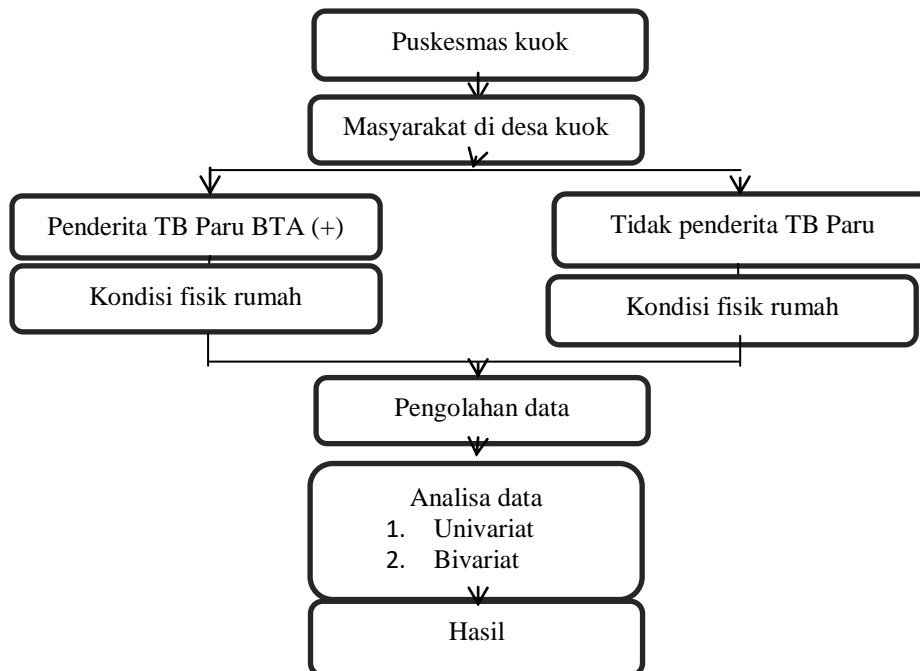 Puskesmas kuok
Masyarakat di desa kuok
Penderita TB Paru BTA (+)
Tidak penderita TB Paru
Kondisi fisik rumah
Kondisi fisik rumah
Pengolahan data
Analisa data
1. Univariat
2. Bivariat
Hasil